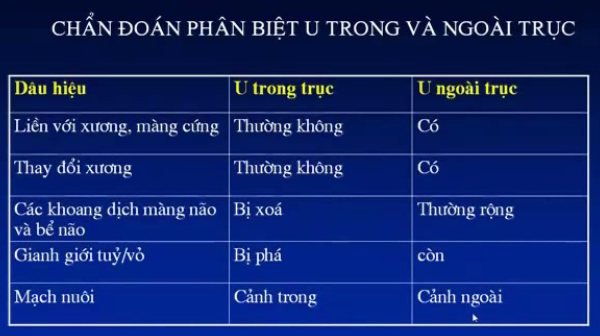 CHẨN ĐOÁN PHÂN BIỆT U TRONG VÀ NGOÀI TRỤC
Dâu hiệu U trong trục U ngoài trục
Liền với xương, màng cứng Thường không Có
Thay đổi xương Thường không Có
Các khoang dịch màng não Bị xoá Thường rộng
và bể não
Gianh giới tuỷ/vỏ Bị phá còn
Mạch nuôi Cảnh trong Cảnh ngoài